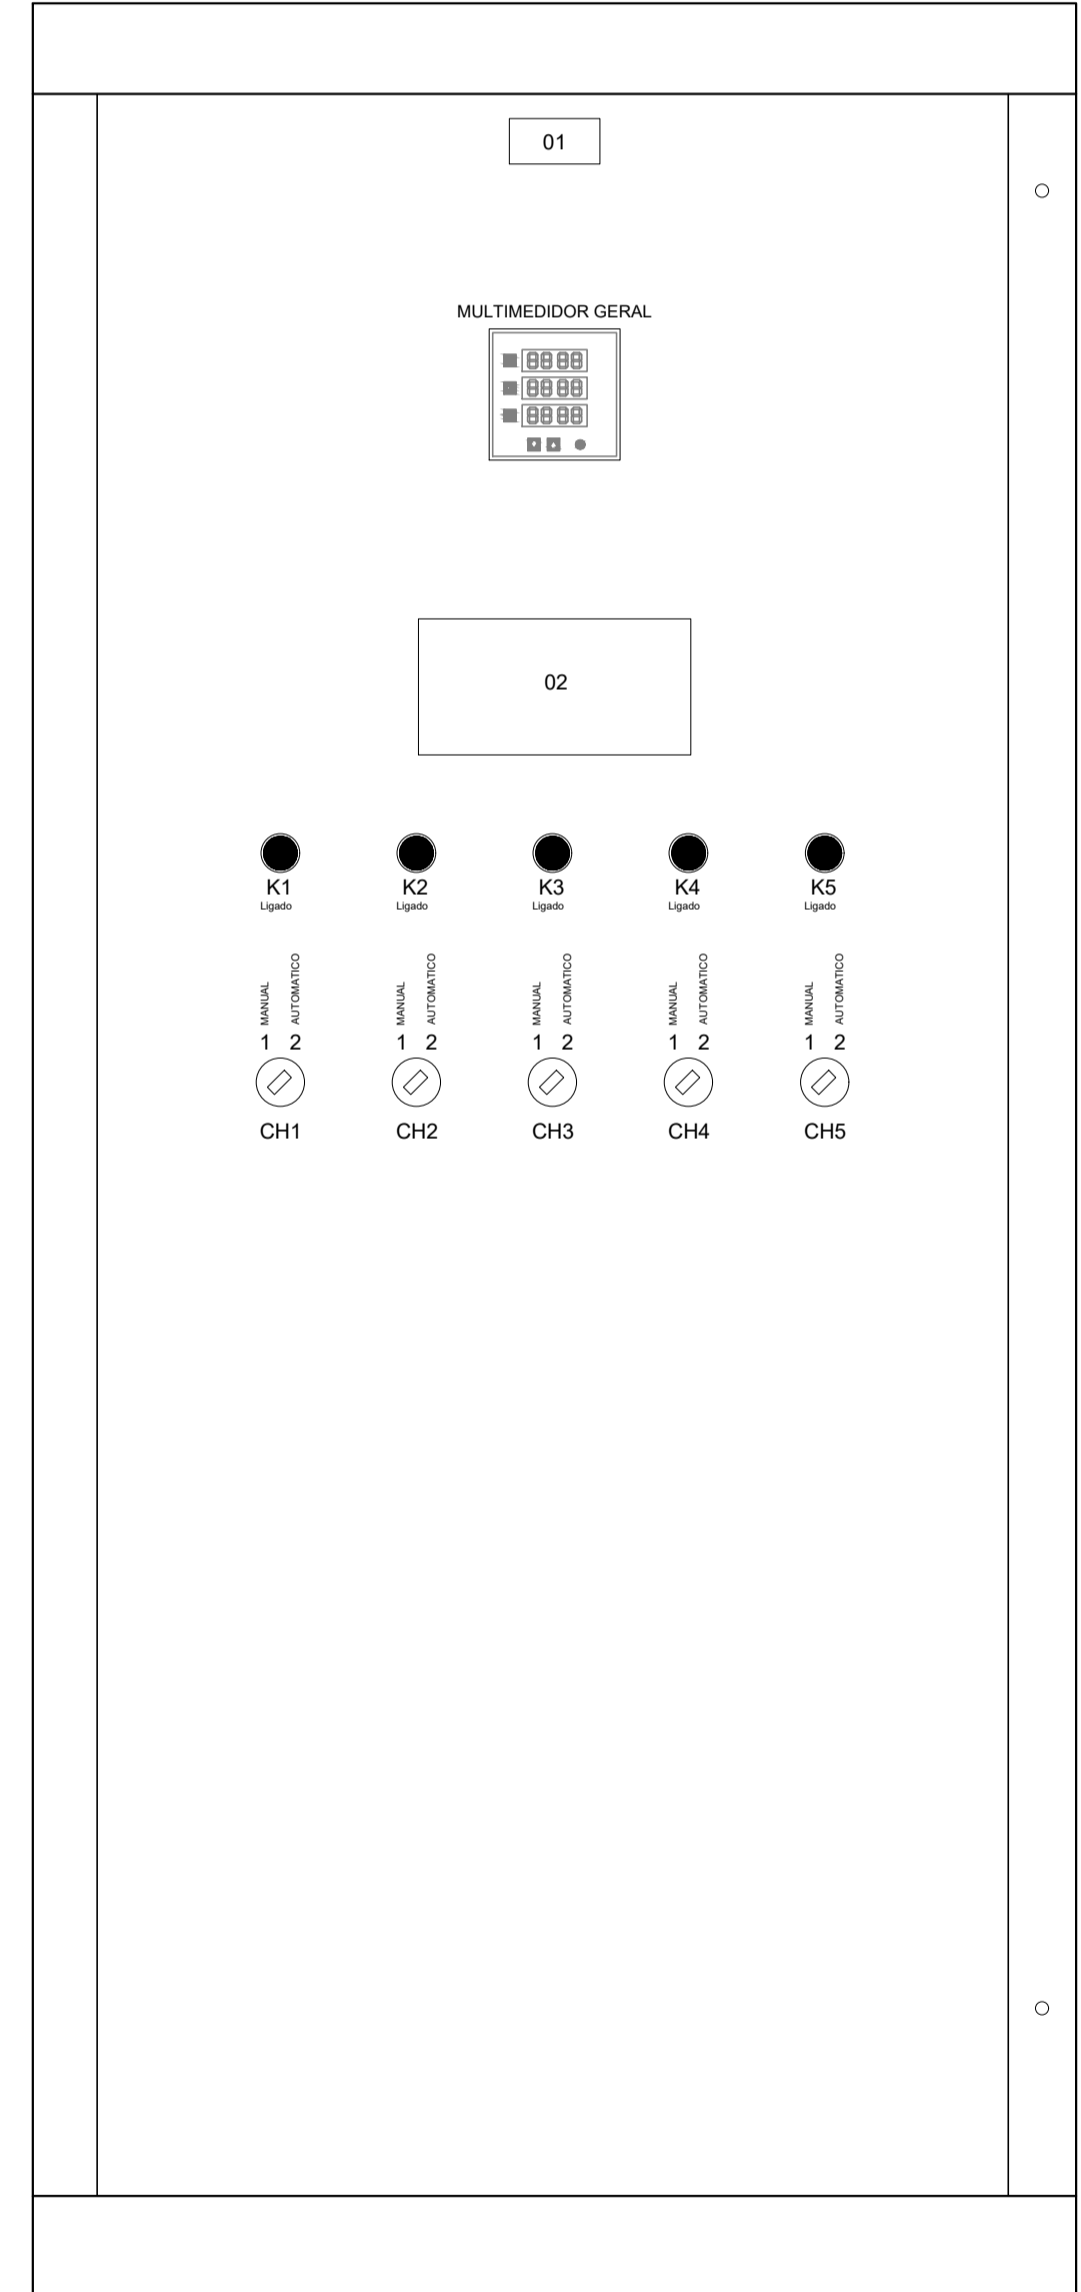 01
MULTIMEDIDOR GERAL
8888
8888
8888
02
K1 K2 K3 K4 K5
Ligado Ligado Ligado Ligado Ligado
MANUAL AUTOMATICO MANUAL AUTOMATICO MANUAL AUTOMATICO MANUAL AUTOMATICO MANUAL AUTOMATICO
1 2 1 2 1 2 1 2 1 2
CH1 CH2 CH3 CH4 CH5